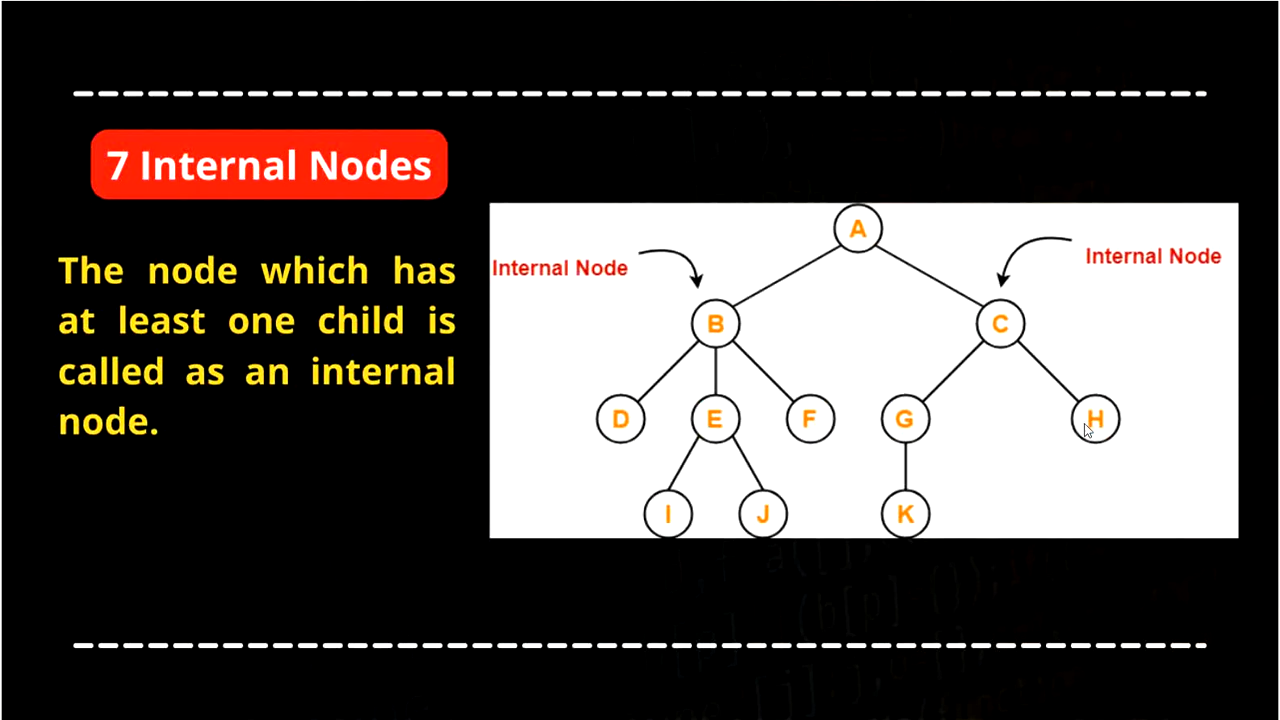 7 Internal Nodes
The node which has
at least one child is
called as an internal
node.
A
Internal Node
Internal Node
B
C
D
E
F
G
H
I
J
K